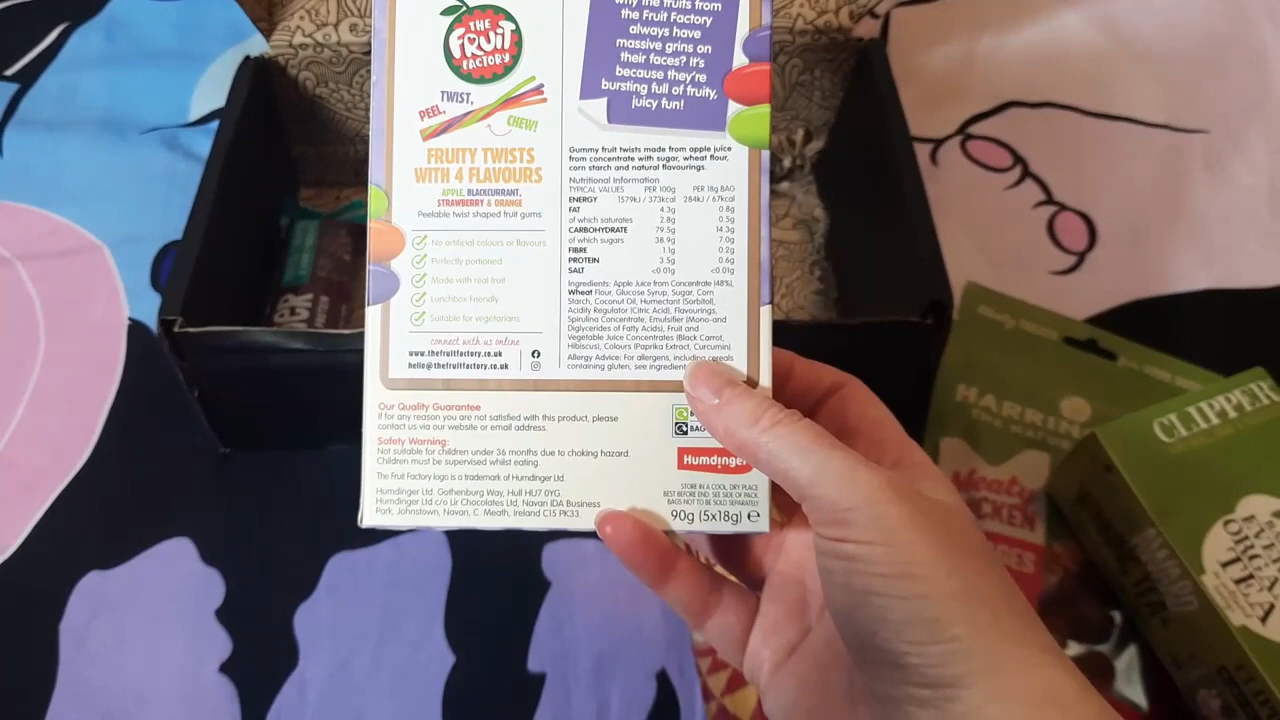 THE
FRUIT
FACTORY
PEEL,
TWIST,
CHEW!
FRUITY TWISTS
WITH 4 FLAVOURS
APPLE, BLACKCURRANT,
STRAWBERRY & ORANGE
Peelable twist shaped fruit gums
No artificial colours or flavours
Perfectly portioned
Made with real fruit
Lunchbox Friendly
Suitable for vegetarians
connect with us online
www.thefruitfactory.co.uk
hello@thefruitfactory.co.uk
why the fruits from
the Fruit Factory
always have
massive grins on
their faces? It's
because they're
bursting full of fruity,
juicy fun!
Gummy fruit twists made from apple juice
from concentrate with sugar, wheat flour,
corn starch and natural flavourings.
Nutritional Information
TYPICAL VALUES PER 100g PER 18g BAG
ENERGY 1579kJ / 373kcal 284kJ / 67kcal
FAT 4.3g 0.8g
of which saturates 2.8g 0.5g
CARBOHYDRATE 79.5g 14.3g
of which sugars 38.9g 7.0g
FIBRE 1.1g 0.2g
PROTEIN 3.5g 0.6g
SALT <0.01g <0.01g
Ingredients: Apple Juice from Concentrate (48%),
Wheat Flour, Glucose Syrup, Sugar, Corn
Starch, Coconut Oil, Humectant (Sorbitol),
Acidity Regulator (Citric Acid), Flavourings,
Spirulina Concentrate, Emulsifier (Mono-and
Diglycerides of Fatty Acids), Fruit and
Vegetable Juice Concentrates (Black Carrot,
Hibiscus), Colours (Paprika Extract, Curcumin).
Allergy Advice: For allergens, including cereals
containing gluten, see ingredient
Our Quality Guarantee
If for any reason you are not satisfied with this product, please
contact us via our website or email address.
Safety Warning:
Not suitable for children under 36 months due to choking hazard.
Children must be supervised whilst eating.
The Fruit Factory logo is a trademark of Humdinger Ltd.
Humdinger Ltd. Gothenburg Way, Hull HU7 0YG.
Humdinger Ltd c/o Lir Chocolates Ltd, Navan IDA Business
Park, Johnstown, Navan, C. Meath, Ireland C15 PK33.
BAG
Humdinger
STORE IN A COOL, DRY PLACE
BEST BEFORE END: SEE SIDE OF PACK.
BAGS NOT TO BE SOLD SEPARATELY
90g (5x18g) e
HARRIN
Meaty
CLIPPER
EVERY
ORGA
TEA